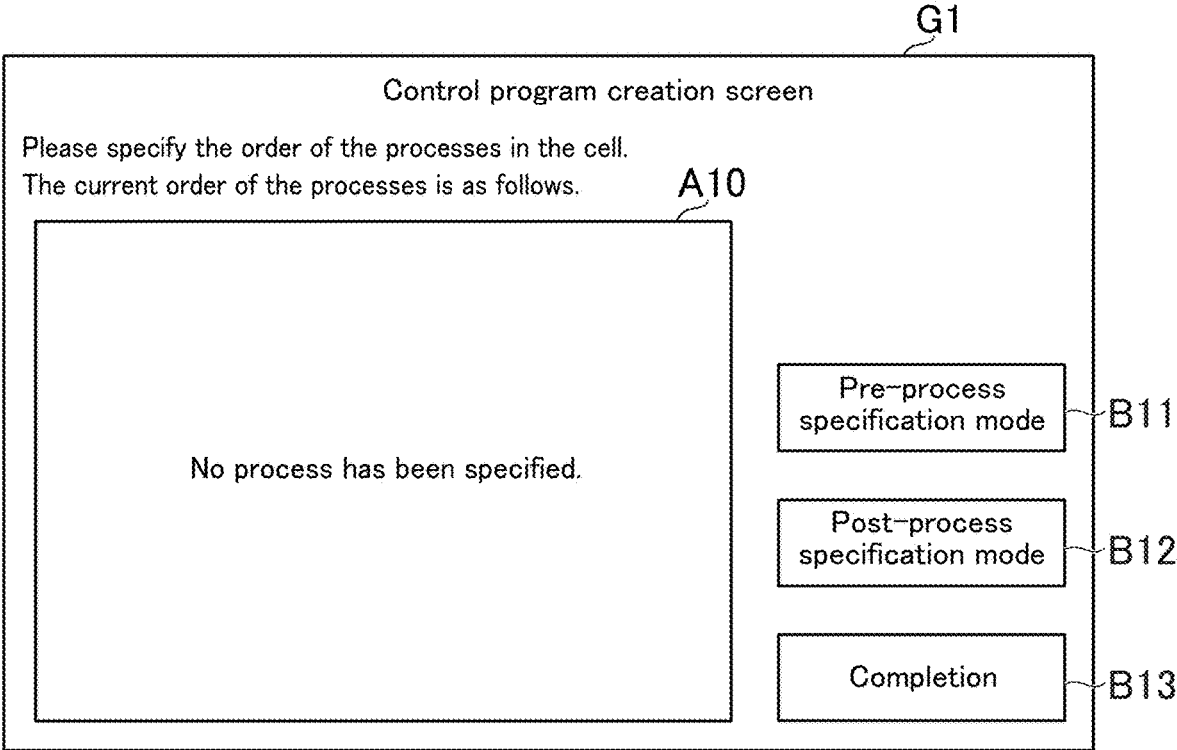 G1
Control program creation screen
Please specify the order of the processes in the cell.
The current order of the processes is as follows.
A10
No process has been specified.
Pre-process
specification mode
B11
Post-process
specification mode
B12
Completion
B13